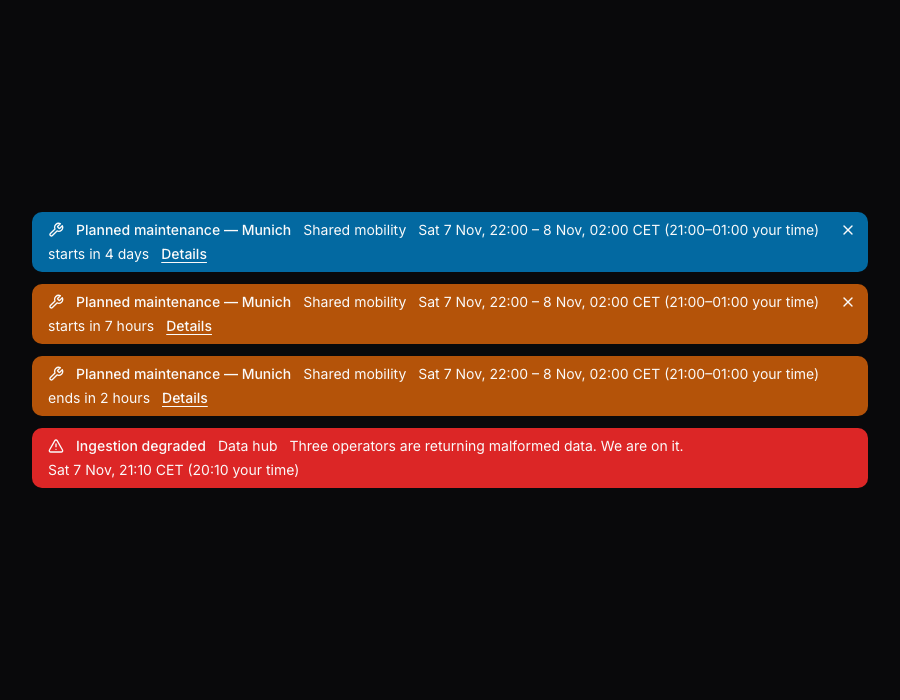 Planned maintenance — Munich Shared mobility Sat 7 Nov, 22:00 – 8 Nov, 02:00 CET (21:00–01:00 your time)
starts in 4 days Details
Planned maintenance — Munich Shared mobility Sat 7 Nov, 22:00 – 8 Nov, 02:00 CET (21:00–01:00 your time)
starts in 7 hours Details
Planned maintenance — Munich Shared mobility Sat 7 Nov, 22:00 – 8 Nov, 02:00 CET (21:00–01:00 your time)
ends in 2 hours Details
Ingestion degraded Data hub Three operators are returning malformed data. We are on it.
Sat 7 Nov, 21:10 CET (20:10 your time)